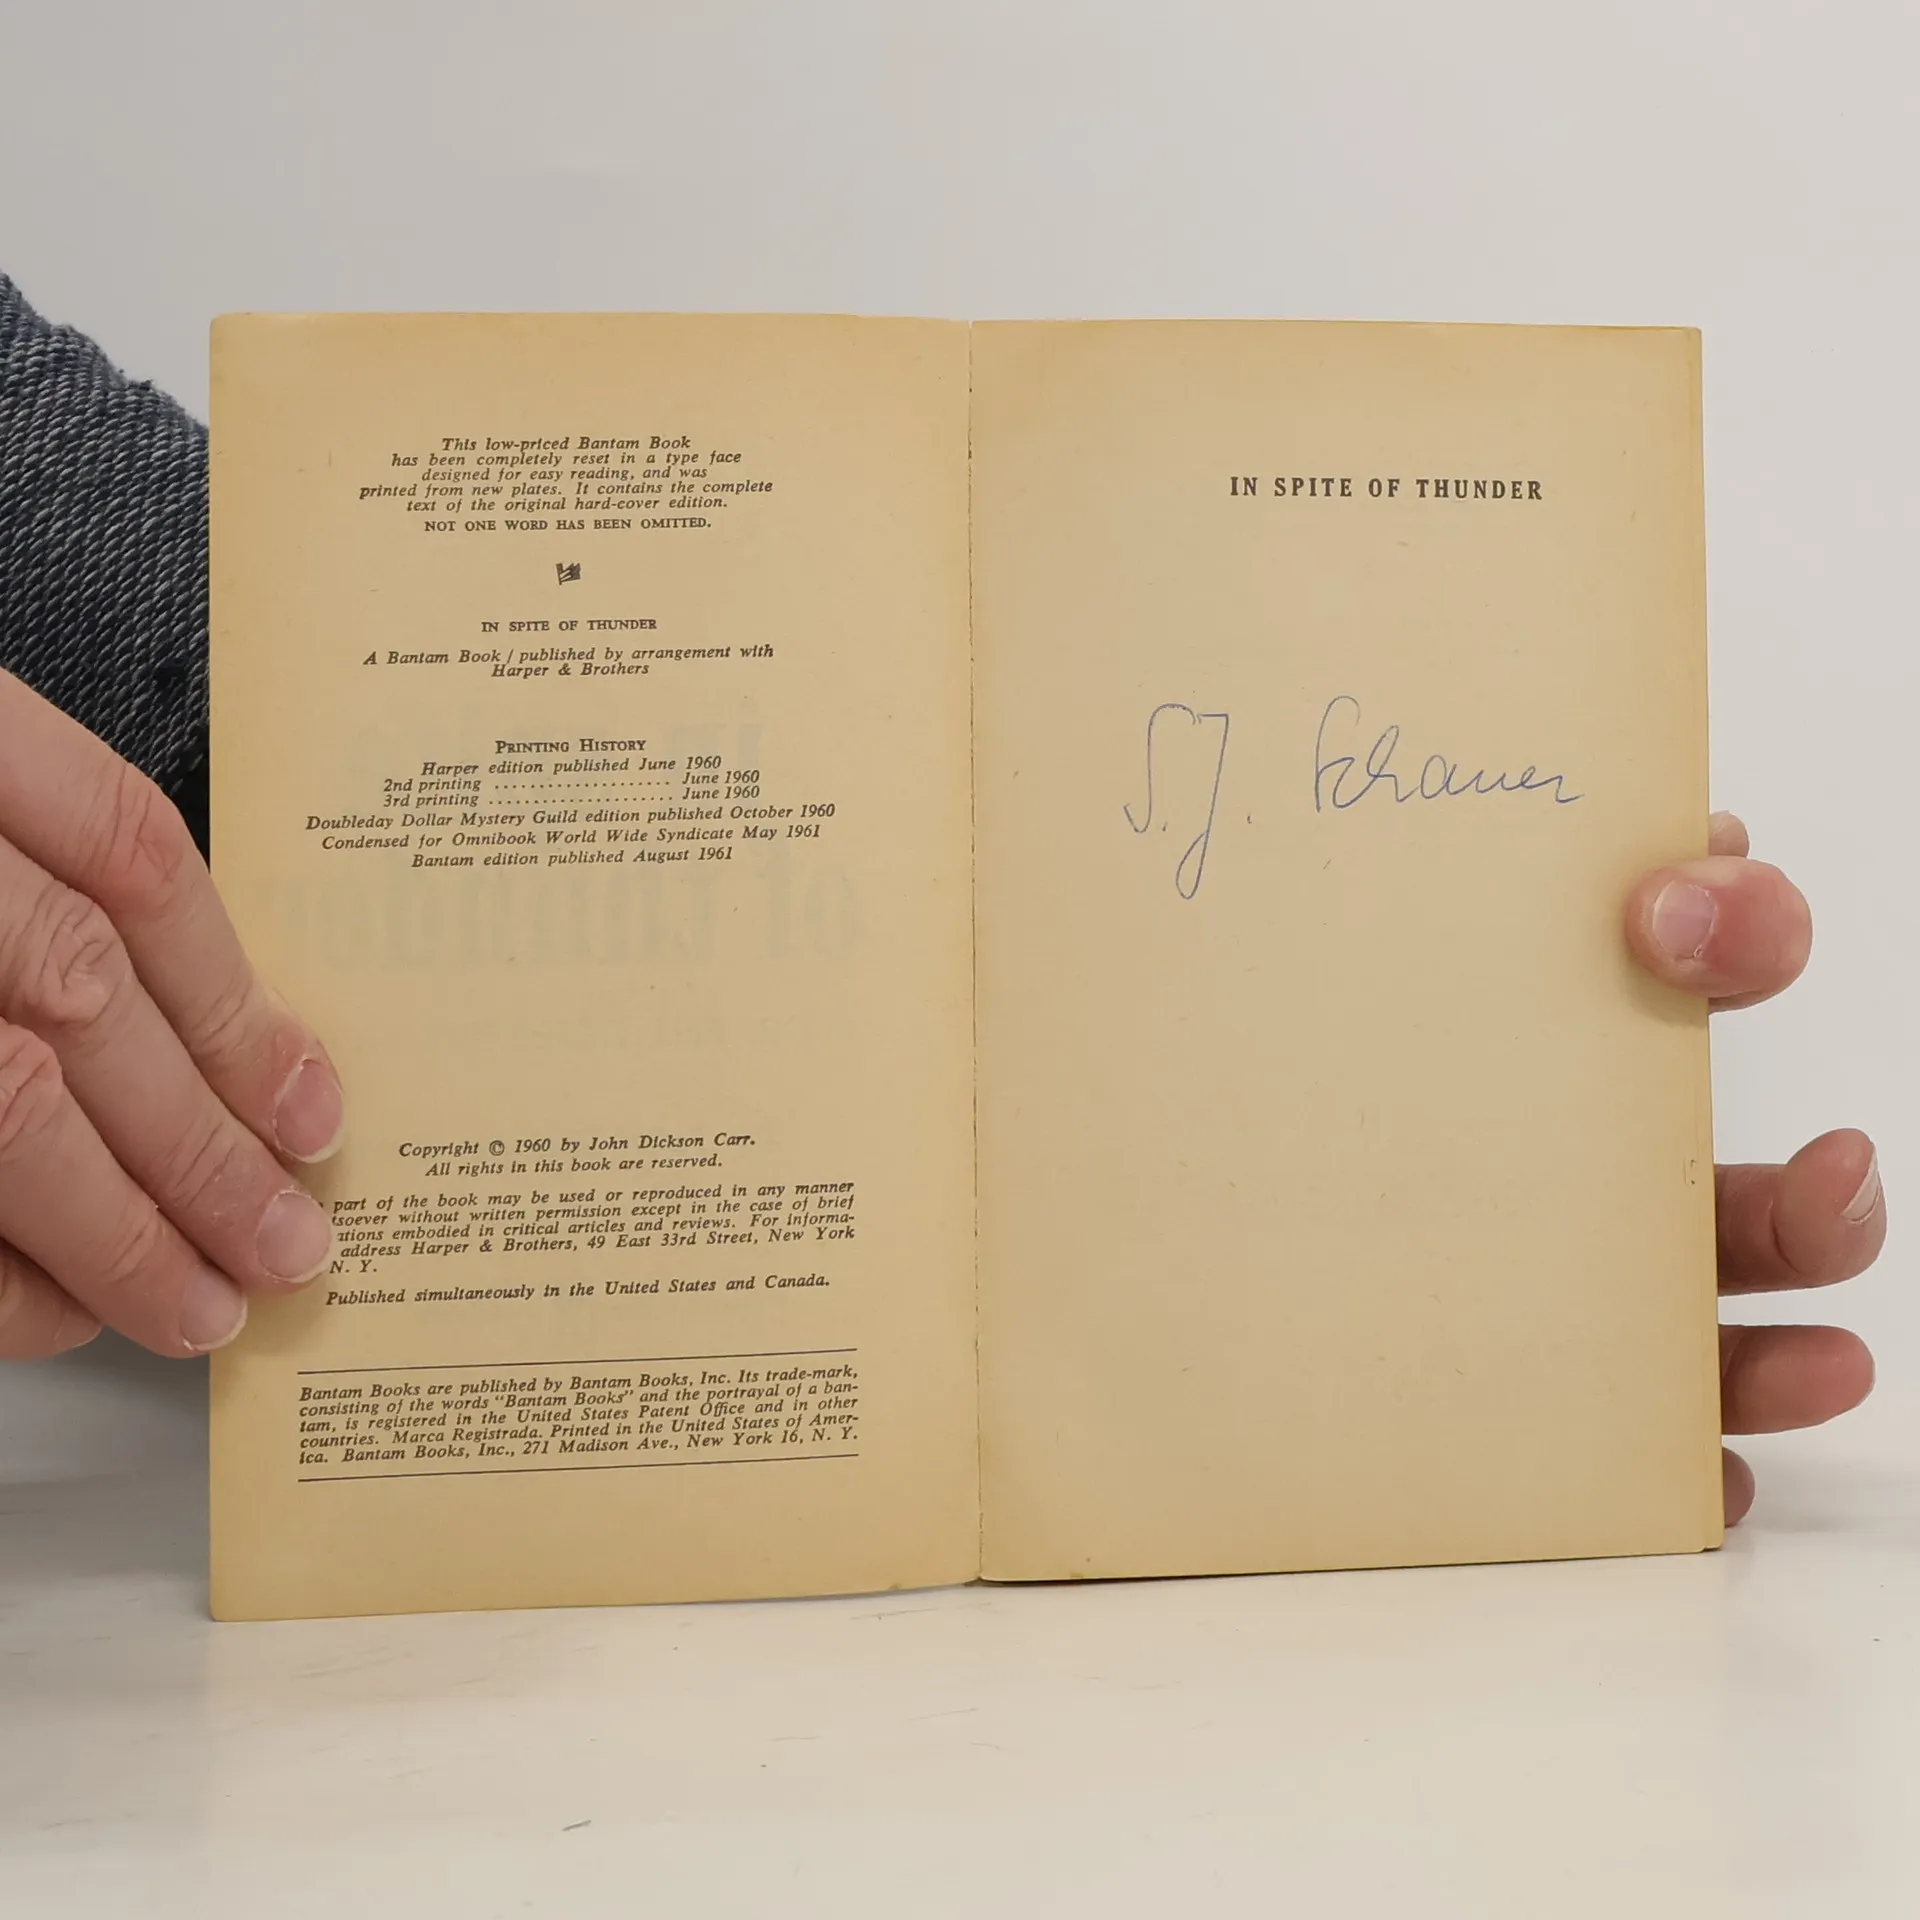 This low-priced Bantam Book
has been completely reset in a type face
designed for easy reading, and was
printed from new plates. It contains the complete
text of the original hard-cover edition.
NOT ONE WORD HAS BEEN OMITTED.
IN SPITE OF THUNDER
A Bantam Book / published by arrangement with
Harper & Brothers
PRINTING HISTORY
Harper edition published June 1960
2nd printing .................... June 1960
3rd printing ..................... June 1960
Doubleday Dollar Mystery Guild edition published October 1960
Condensed for Omnibook World Wide Syndicate May 1961
Bantam edition published August 1961
Copyright © 1960 by John Dickson Carr.
All rights in this book are reserved.
part of the book may be used or reproduced in any manner
tsoever without written permission except in the case of brief
ations embodied in critical articles and reviews. For informa-
address Harper & Brothers, 49 East 33rd Street, New York
N. Y.
Published simultaneously in the United States and Canada.
Bantam Books are published by Bantam Books, Inc. Its trade-mark,
consisting of the words "Bantam Books" and the portrayal of a ban-
tam, is registered in the United States Patent Office and in other
countries. Marca Registrada. Printed in the United States of Amer-
ica. Bantam Books, Inc., 271 Madison Ave., New York 16, N. Y.
IN SPITE OF THUNDER
S. J.